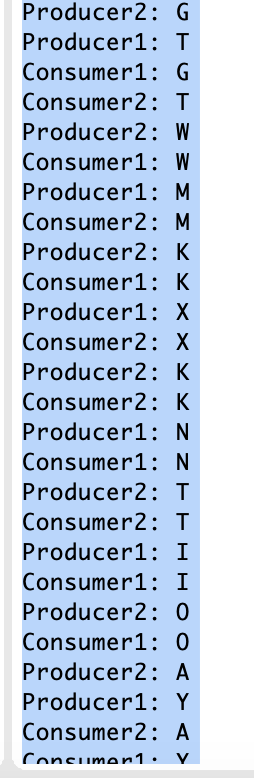 Producer2: G
Producer1: T
Consumer1: G
Consumer2: T
Producer2: W
Consumer1: W
Producer1: M
Consumer2: M
Producer2: K
Consumer1: K
Producer1: X
Consumer2: X
Producer2: K
Consumer2: K
Producer1: N
Consumer1: N
Producer2: T
Consumer2: T
Producer1: I
Consumer1: I
Producer2: O
Consumer1: O
Producer2: A
Producer1: Y
Consumer2: A
Consumer1: Y